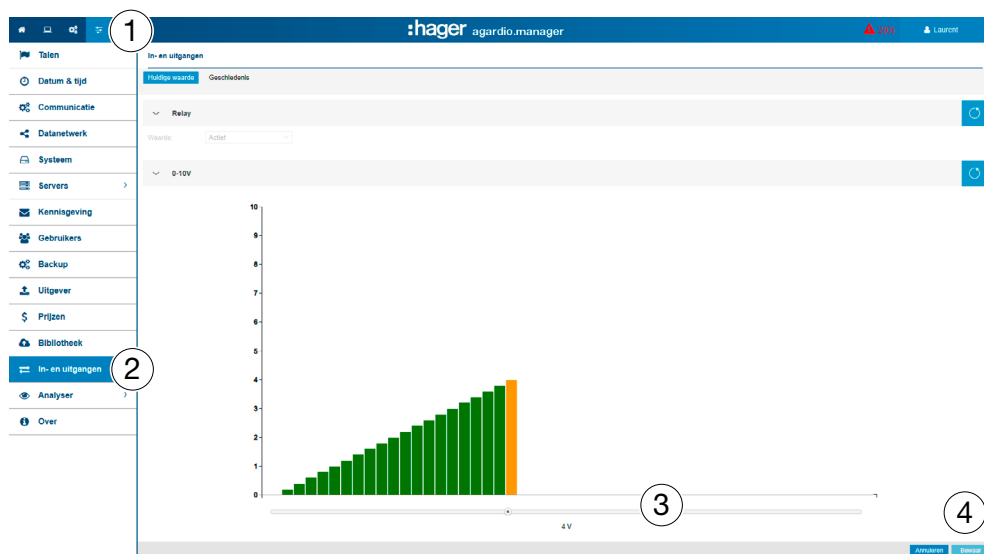 1
:hager agardio.manager
Laurent
Talen
Datum & tijd
Communicatie
Datanetwerk
Systeem
Servers
Kennisgeving
Gebruikers
Backup
Uitgever
Prijzen
Bibliotheek
In- en uitgangen
2
Analyser
Over
In- en uitgangen
Huidige waarde Geschiedenis
Relay
Waarde: Actief
0-10V
10
9
8
7
6
5
4
3
2
1
0
3
4 V
4
Annuleren Bewaar